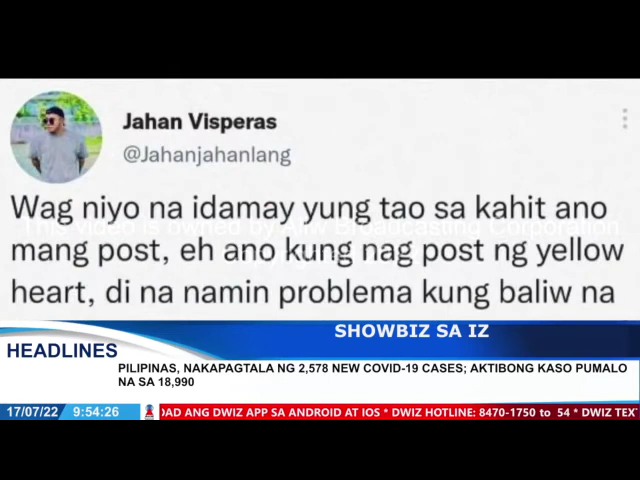 Jahan Visperas
@Jahanjahanlang
Wag niyo na idamay yung tao sa kahit ano
This video is owned by Aliw Broadcasting Corporation
mang post, eh ano kung nag post ng yellow
heart, di na namin problema kung baliw na
SHOWBIZ SA IZ
HEADLINES
PILIPINAS, NAKAPAGTALA NG 2,578 NEW COVID-19 CASES; AKTIBONG KASO PUMALO
NA SA 18,990
17/07/22 9:54:26 OAD ANG DWIZ APP SA ANDROID AT IOS * DWIZ HOTLINE: 8470-1750 to 54 * DWIZ TEX